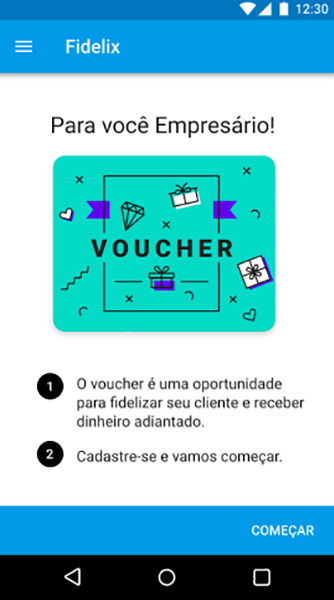 12:30
Fidelix
Para você Empresário!
VOUCHER
1 O voucher é uma oportunidade
para fidelizar seu cliente e receber
dinheiro adiantado.
2 Cadastre-se e vamos começar.
COMEÇAR